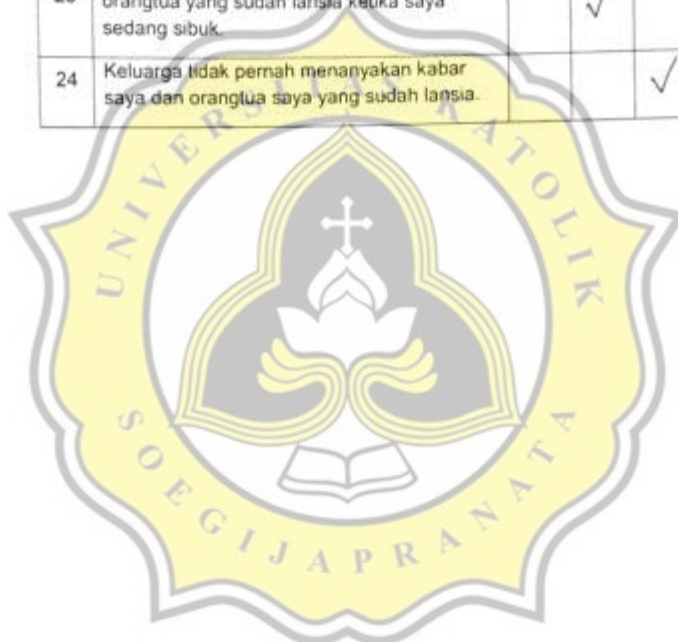 orangtua yang sudah lansia ketika saya
sedang sibuk.
✓
24 Keluarga tidak pernah menanyakan kabar
saya dan orangtua saya yang sudah lansia.
✓
UNIVERSITAS KATOLIK
SOEGIJAPRANATA